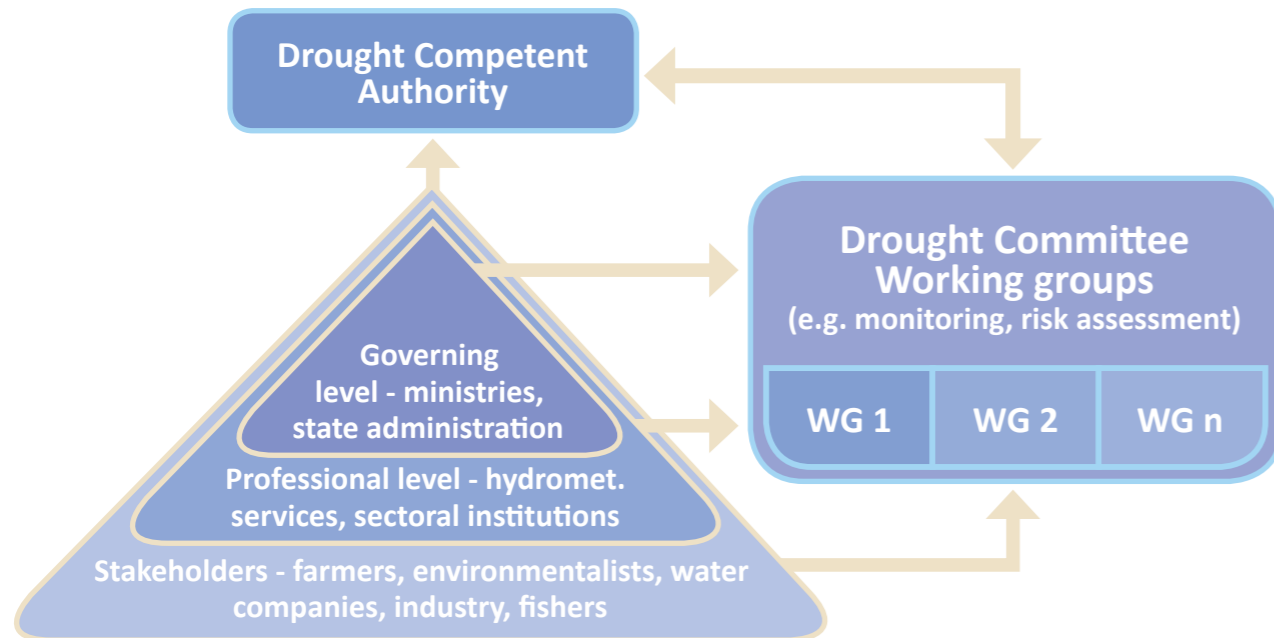 Drought Competent
Authority
Drought Committee
Working groups
(e.g. monitoring, risk assessment)
WG 1
WG 2
WG n
Governing
level - ministries,
state administration
Professional level - hydromet.
services, sectoral institutions
Stakeholders - farmers, environmentalists, water
companies, industry, fishers